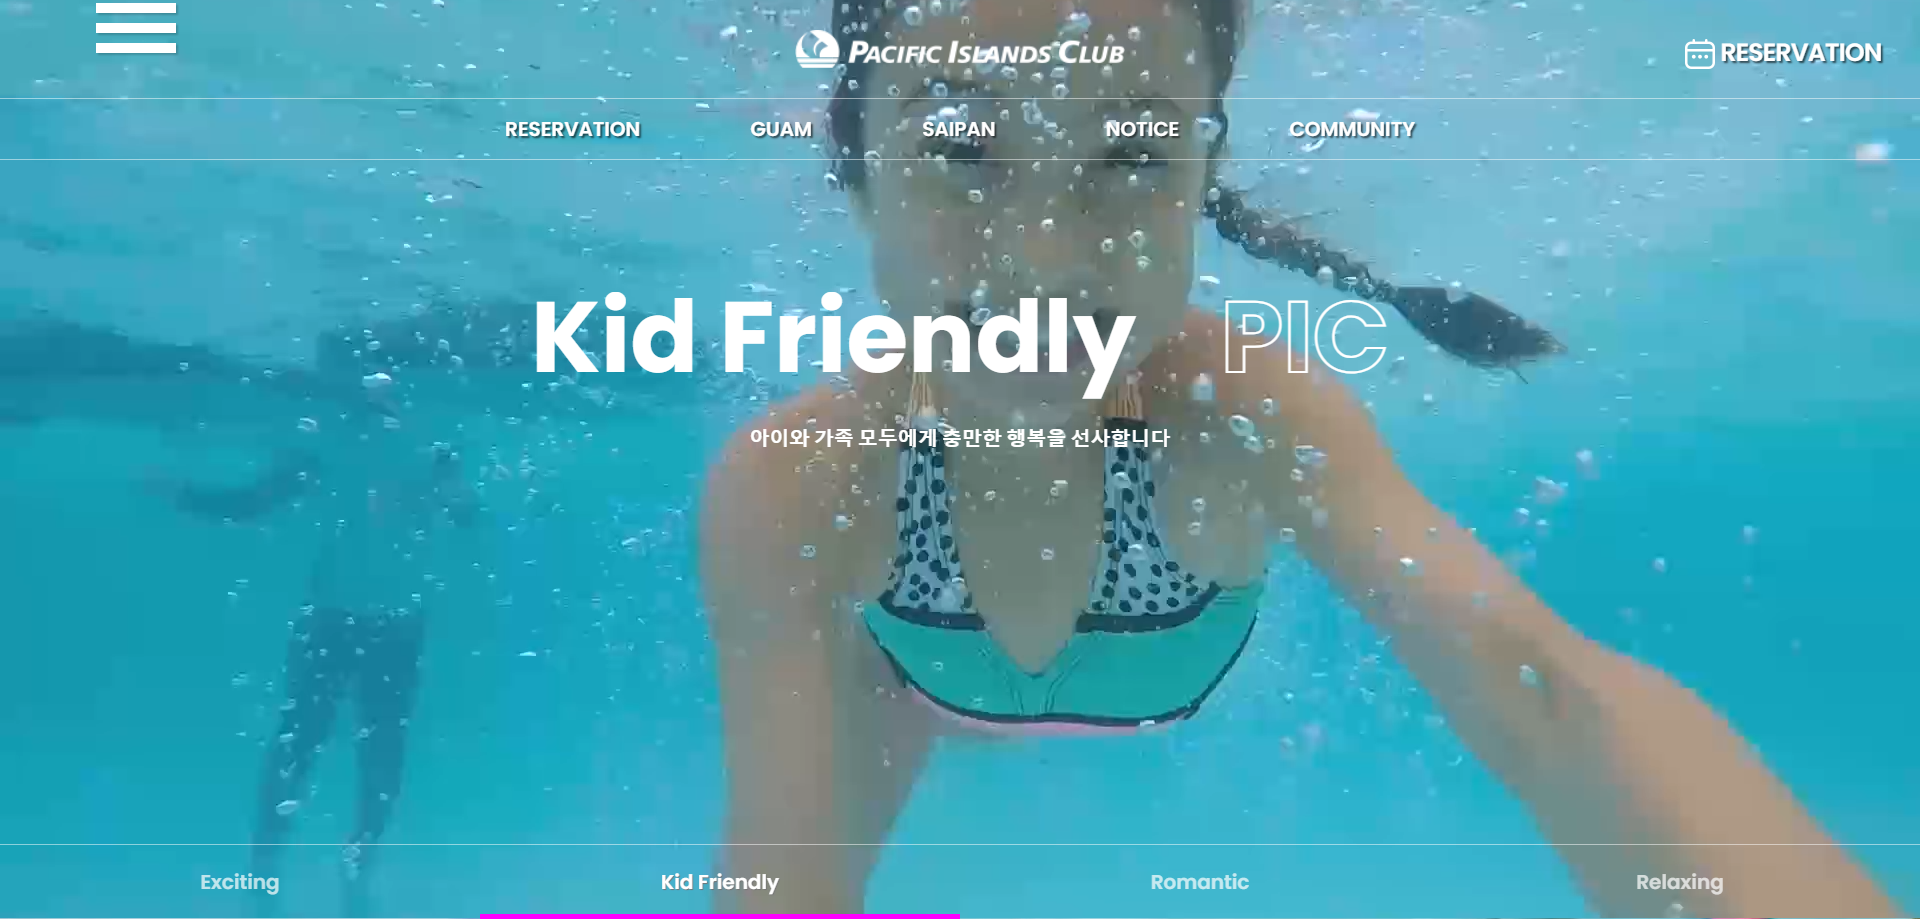 PACIFIC ISLANDS CLUB
RESERVATION
RESERVATION GUAM SAIPAN NOTICE COMMUNITY
Kid Friendly PIC
아이와 가족 모두에게 충만한 행복을 선사합니다
Exciting Kid Friendly Romantic Relaxing